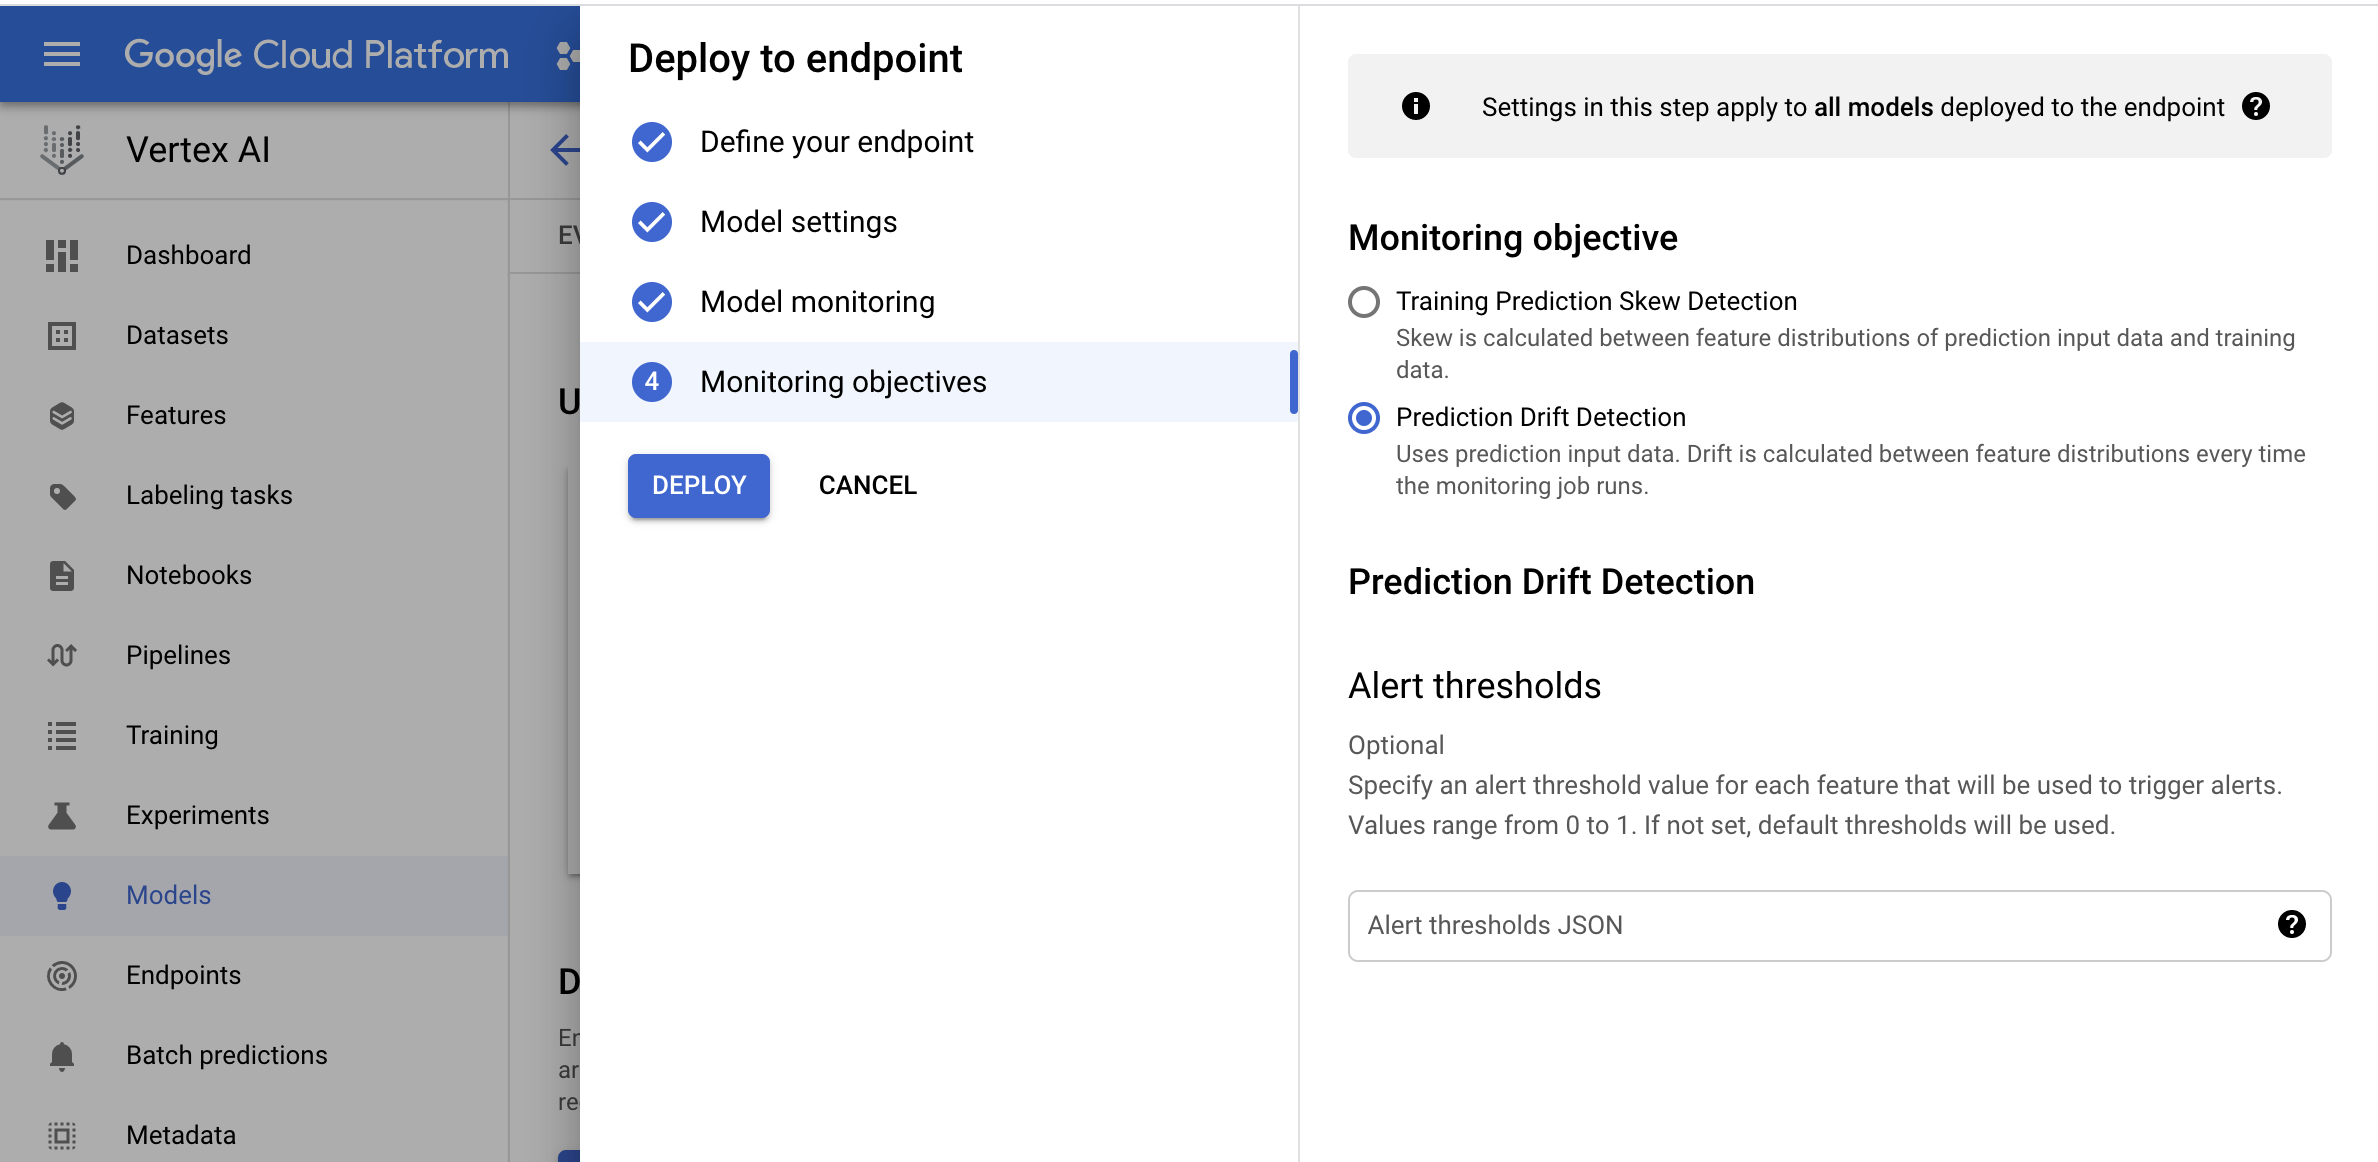 Google Cloud Platform
Vertex AI
Dashboard
Datasets
Features
Labeling tasks
Notebooks
Pipelines
Training
Experiments
Models
Endpoints
Batch predictions
Metadata
Deploy to endpoint
Define your endpoint
Model settings
Model monitoring
4 Monitoring objectives
DEPLOY CANCEL
Settings in this step apply to all models deployed to the endpoint
Monitoring objective
Training Prediction Skew Detection
Skew is calculated between feature distributions of prediction input data and training
data.
Prediction Drift Detection
Uses prediction input data. Drift is calculated between feature distributions every time
the monitoring job runs.
Prediction Drift Detection
Alert thresholds
Optional
Specify an alert threshold value for each feature that will be used to trigger alerts.
Values range from 0 to 1. If not set, default thresholds will be used.
Alert thresholds JSON